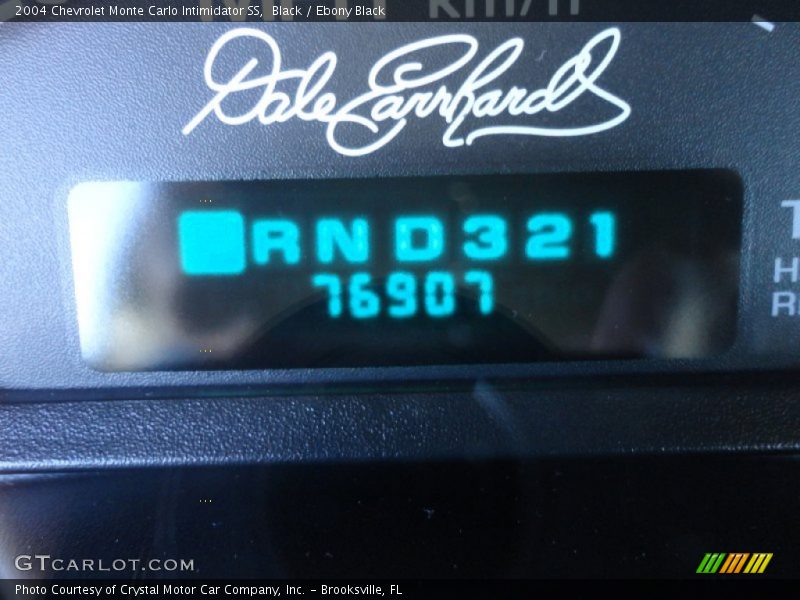 2004 Chevrolet Monte Carlo Intimidator SS, Black / Ebony Black
km/h
Dale Earnhardt
RND321
76907
GTCARLOT.COM
Photo Courtesy of Crystal Motor Car Company, Inc. – Brooksville, FL